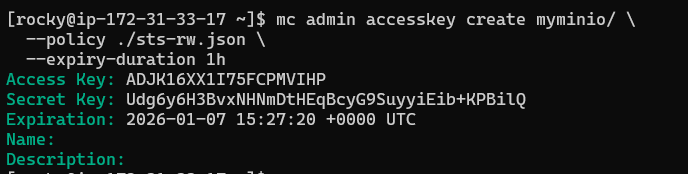 [rocky@ip-172-31-33-17 ~]$ mc admin accesskey create myminio/ \
--policy ./sts-rw.json \
--expiry-duration 1h
Access Key: ADJK16XX1I75FCPMVIHP
Secret Key: Udg6y6H3BvxNHNmDtHEqBcyG9SuyyiEib+KPBilQ
Expiration: 2026-01-07 15:27:20 +0000 UTC
Name:
Description: